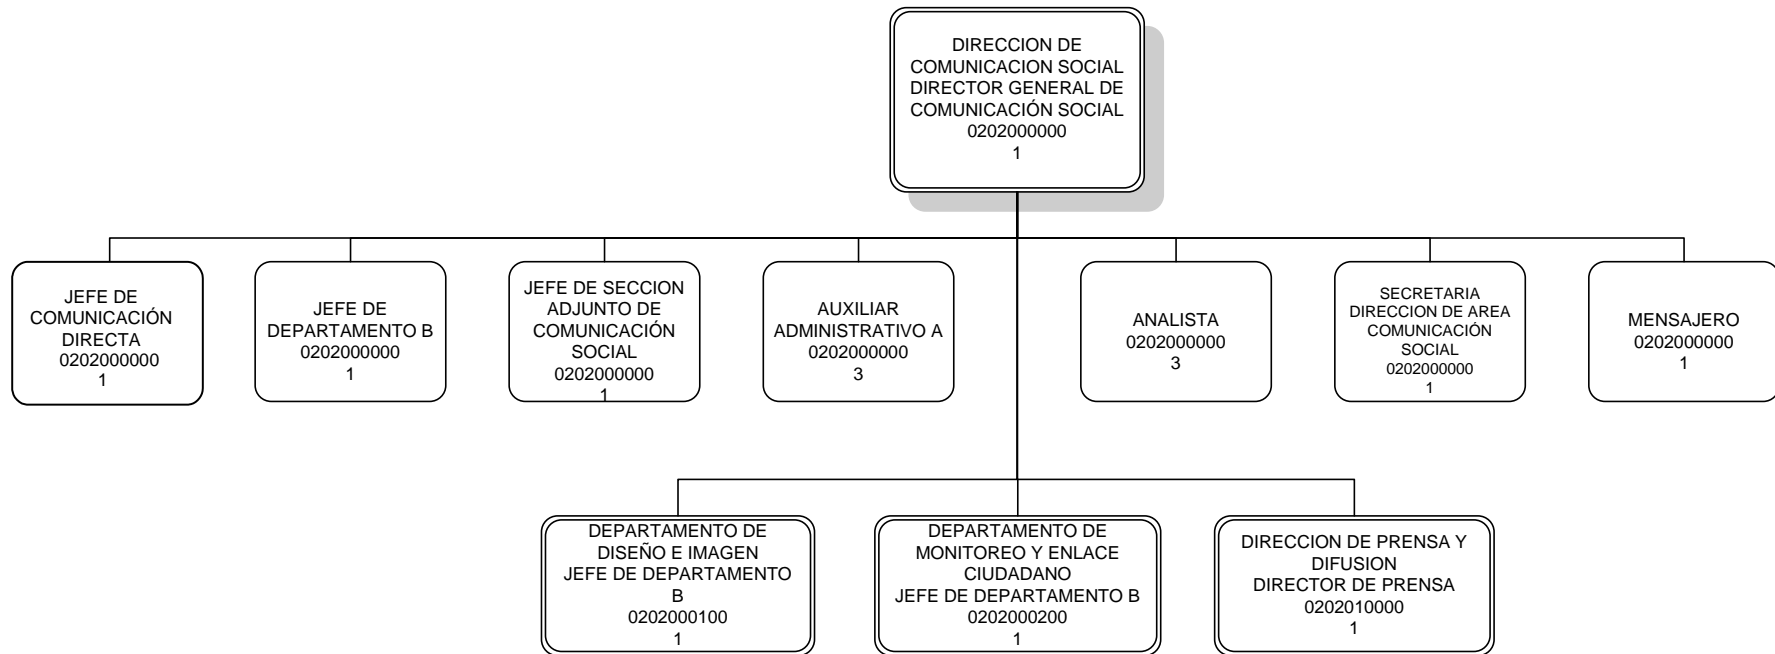 DIRECCION DE
COMUNICACION SOCIAL
DIRECTOR GENERAL DE
COMUNICACIÓN SOCIAL
0202000000
1
JEFE DE
COMUNICACIÓN
DIRECTA
0202000000
1
JEFE DE
DEPARTAMENTO B
0202000000
1
JEFE DE SECCION
ADJUNTO DE
COMUNICACIÓN
SOCIAL
0202000000
1
AUXILIAR
ADMINISTRATIVO A
0202000000
3
ANALISTA
0202000000
3
SECRETARIA
DIRECCION DE AREA
COMUNICACIÓN
SOCIAL
0202000000
1
MENSAJERO
0202000000
1
DEPARTAMENTO DE
DISEÑO E IMAGEN
JEFE DE DEPARTAMENTO
B
0202000100
1
DEPARTAMENTO DE
MONITOREO Y ENLACE
CIUDADANO
JEFE DE DEPARTAMENTO B
0202000200
1
DIRECCION DE PRENSA Y
DIFUSION
DIRECTOR DE PRENSA
0202010000
1